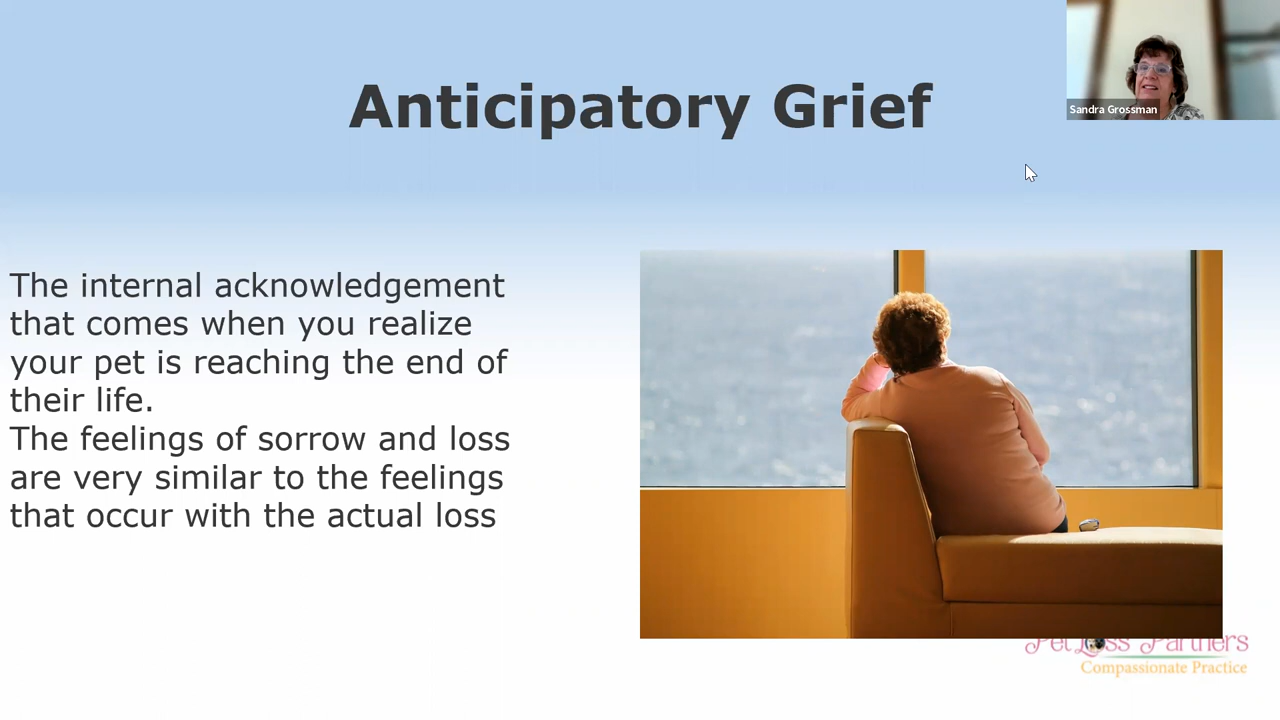 Anticipatory Grief
Sandra Grossman
The internal acknowledgement
that comes when you realize
your pet is reaching the end of
their life.
The feelings of sorrow and loss
are very similar to the feelings
that occur with the actual loss
Pet Loss Partners
Compassionate Practice